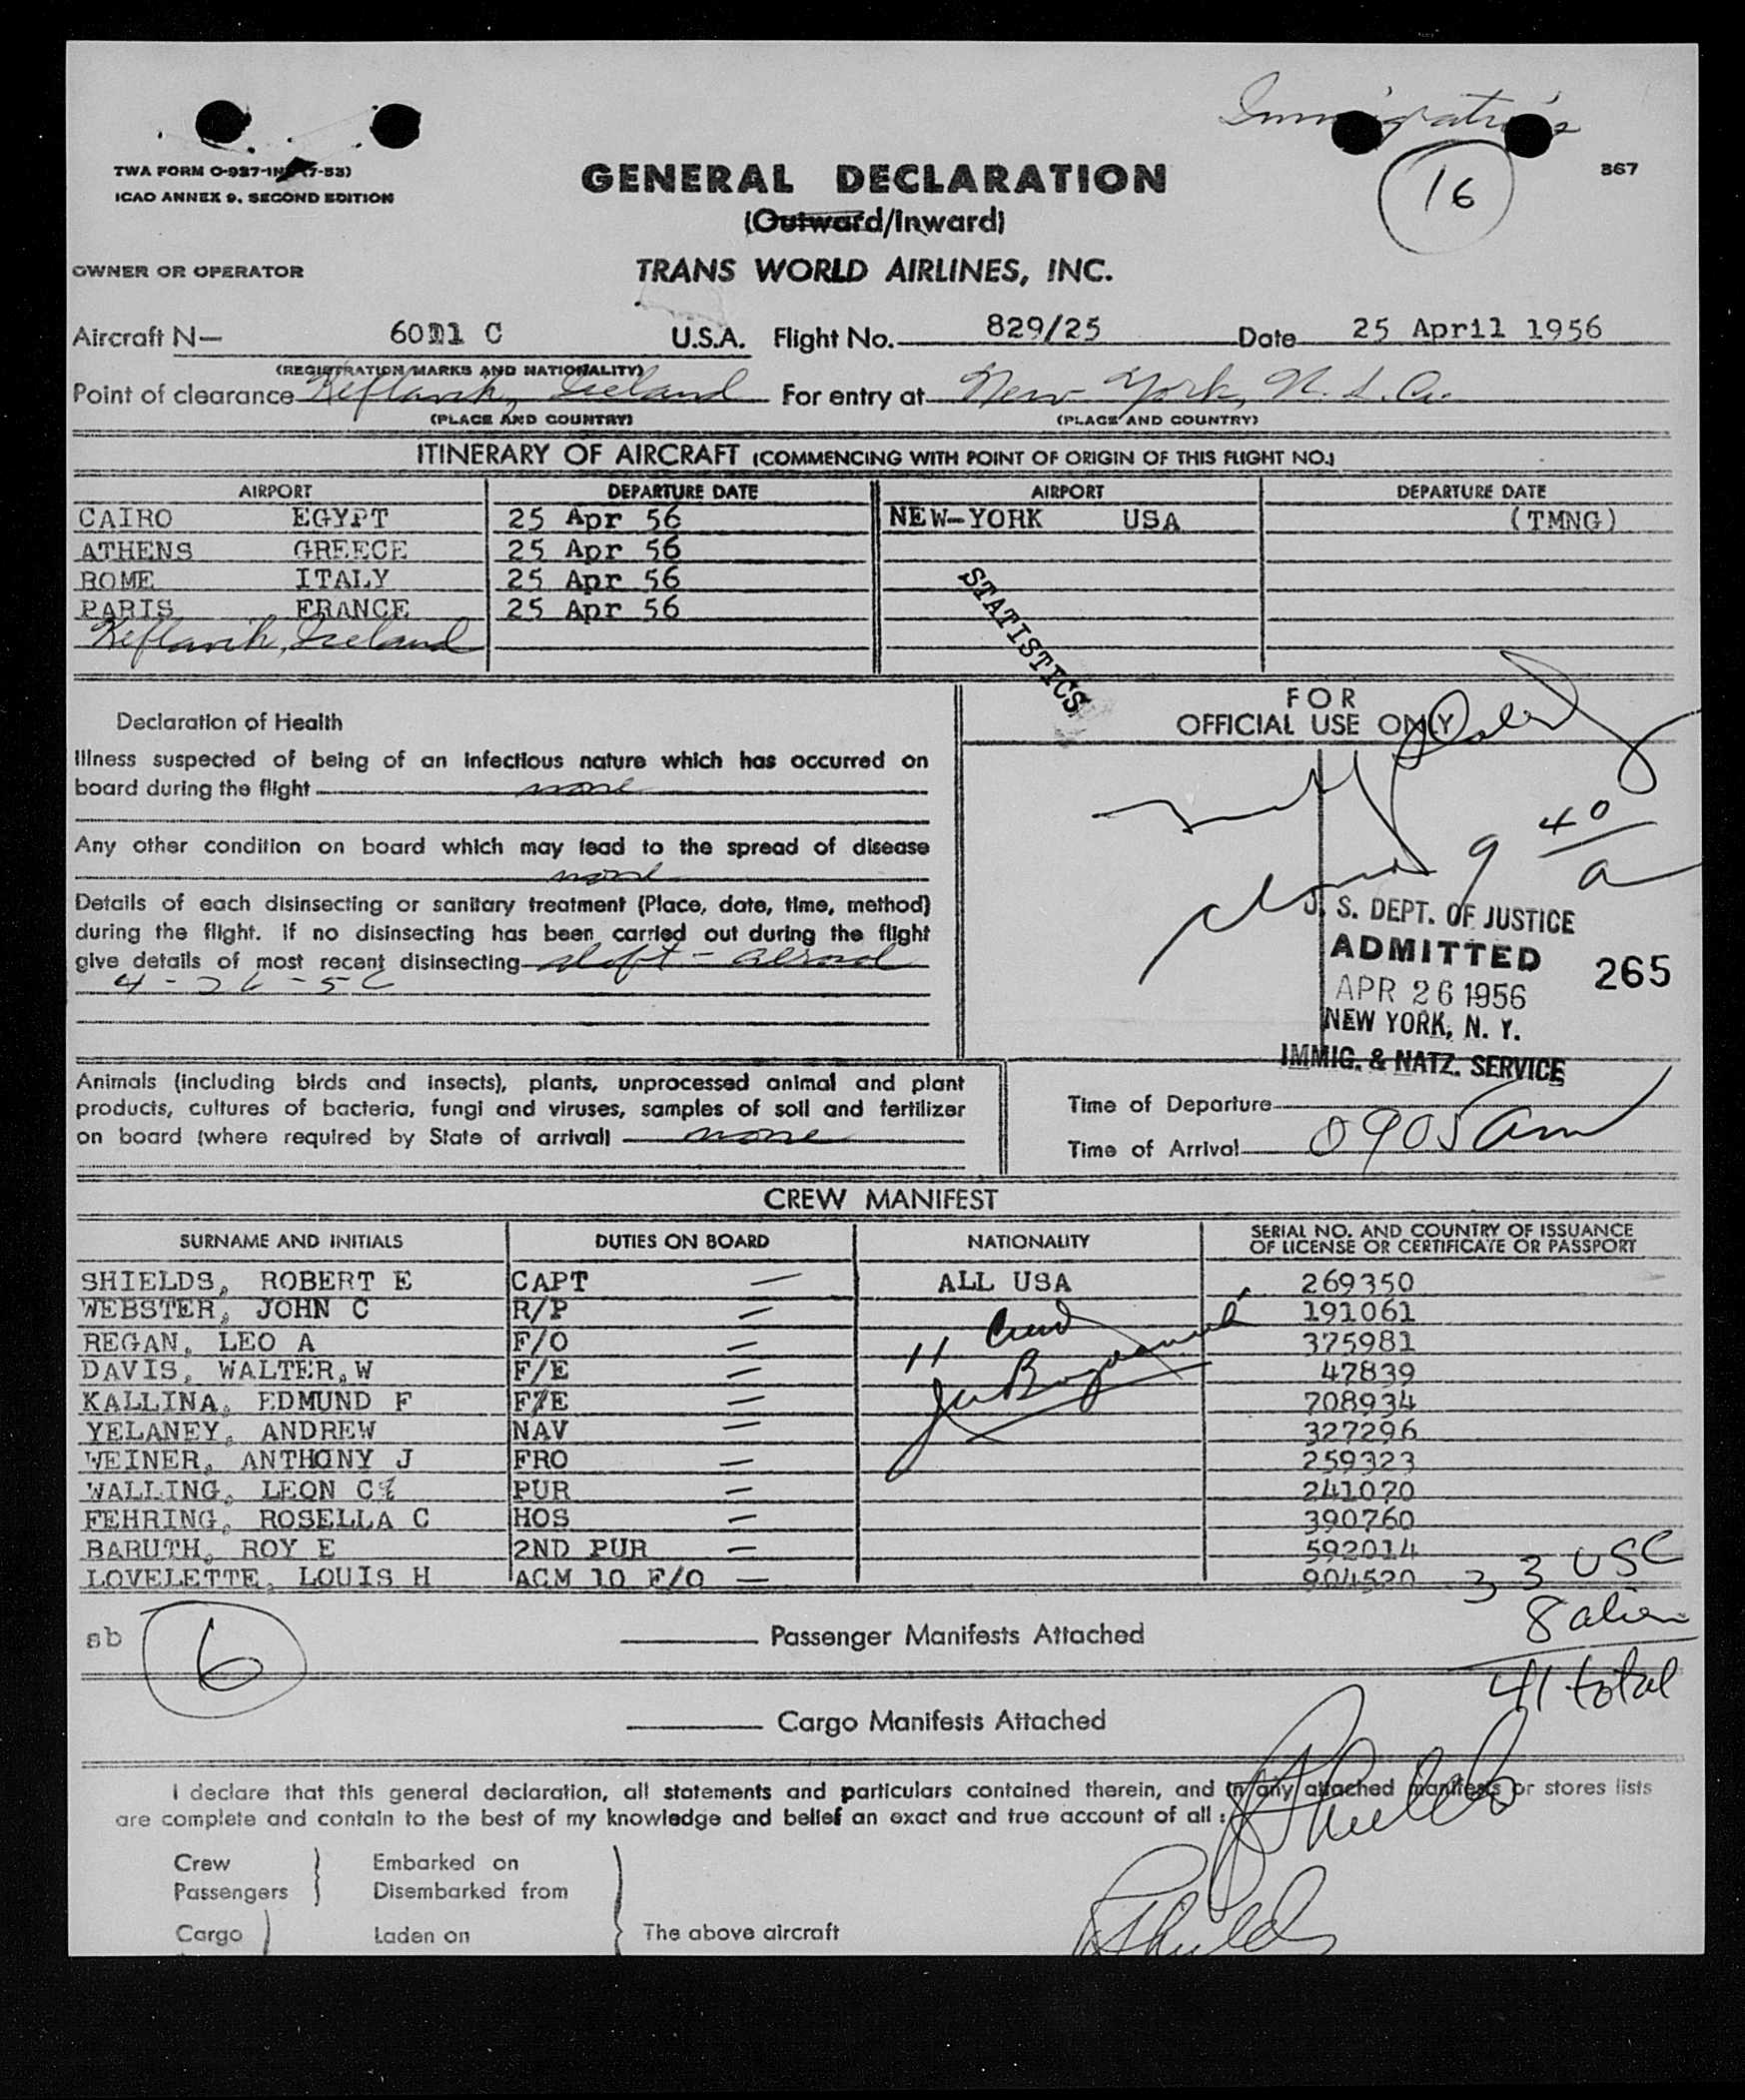 Immigration's
16
867
TWA FORM O-927-1N (7-53)
ICAO ANNEX 9, SECOND EDITION
GENERAL DECLARATION
(Outward/Inward)
OWNER OR OPERATOR
TRANS WORLD AIRLINES, INC.
Aircraft N— 6011 C U.S.A. Flight No. 829/25 Date 25 April 1956
(REGISTRATION MARKS AND NATIONALITY)
Point of clearance Keflavik, Iceland For entry at New York, N.
(PLACE AND COUNTRY) (PLACE AND COUNTRY)
ITINERARY OF AIRCRAFT (COMMENCING WITH POINT OF ORIGIN OF THIS FLIGHT NO.)
AIRPORT DEPARTURE DATE AIRPORT DEPARTURE DATE
CAIRO EGYPT 25 Apr 56 NEW-YORK USA (TMNG)
ATHENS GREECE 25 Apr 56
ROME ITALY 25 Apr 56
PARIS FRANCE 25 Apr 56
Keflavik, Iceland
STATISTICS
FOR
OFFICIAL USE ONLY
Declaration of Health
Illness suspected of being of an infectious nature which has occurred on
board during the flight none
Any other condition on board which may lead to the spread of disease
none
Details of each disinsecting or sanitary treatment (Place, date, time, method)
during the flight. If no disinsecting has been carried out during the flight
give details of most recent disinsecting aloft - aerosol
4-26-56
9 40/a
U. S. DEPT. OF JUSTICE
ADMITTED 265
APR 26 1956
NEW YORK, N. Y.
IMMIG. & NATZ. SERVICE
Animals (including birds and insects), plants, unprocessed animal and plant
products, cultures of bacteria, fungi and viruses, samples of soil and fertilizer
on board (where required by State of arrival) none
Time of Departure
Time of Arrival 0905 am
CREW MANIFEST
SURNAME AND INITIALS DUTIES ON BOARD NATIONALITY SERIAL NO. AND COUNTRY OF ISSUANCE
OF LICENSE OR CERTIFICATE OR PASSPORT
SHIELDS, ROBERT E CAPT — ALL USA 269350
WEBSTER, JOHN C R/P — 191061
REGAN, LEO A F/O — 375981
DAVIS, WALTER,W F/E — 47839
KALLINA, EDMUND F F/E — 708934
YELANEY, ANDREW NAV — 327296
WEINER, ANTHONY J FRO — 259323
WALLING, LEON C PUR — 241020
FEHRING, ROSELLA C HOS — 390760
BARUTH, ROY E 2ND PUR — 592014
LOVELETTE, LOUIS H ACM 10 F/O — 904520
11 Crew
33 USC
8 alien
41 total
sb
6
Passenger Manifests Attached
Cargo Manifests Attached
I declare that this general declaration, all statements and particulars contained therein, and in any attached manifests or stores lists
are complete and contain to the best of my knowledge and belief an exact and true account of all :
R Shields
Crew Embarked on
Passengers Disembarked from
Cargo Laden on The above aircraft
R Shields